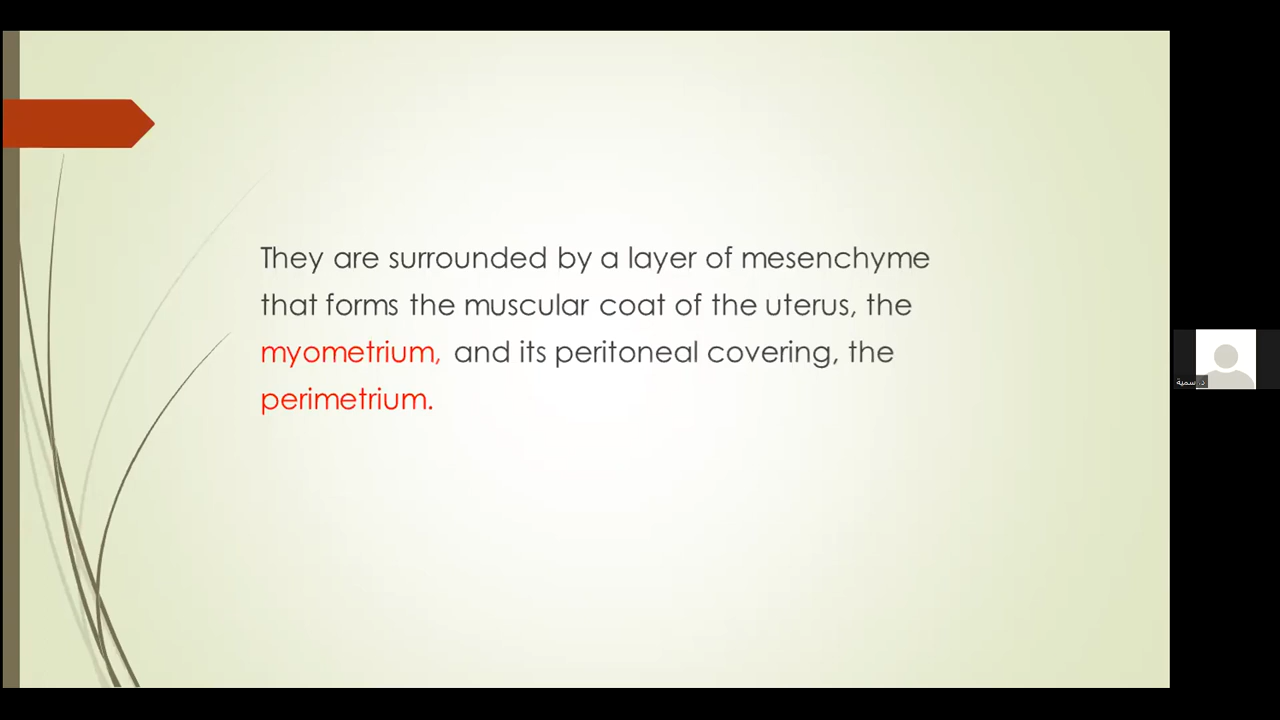 They are surrounded by a layer of mesenchyme
that forms the muscular coat of the uterus, the
myometrium, and its peritoneal covering, the
perimetrium.
د. سمية